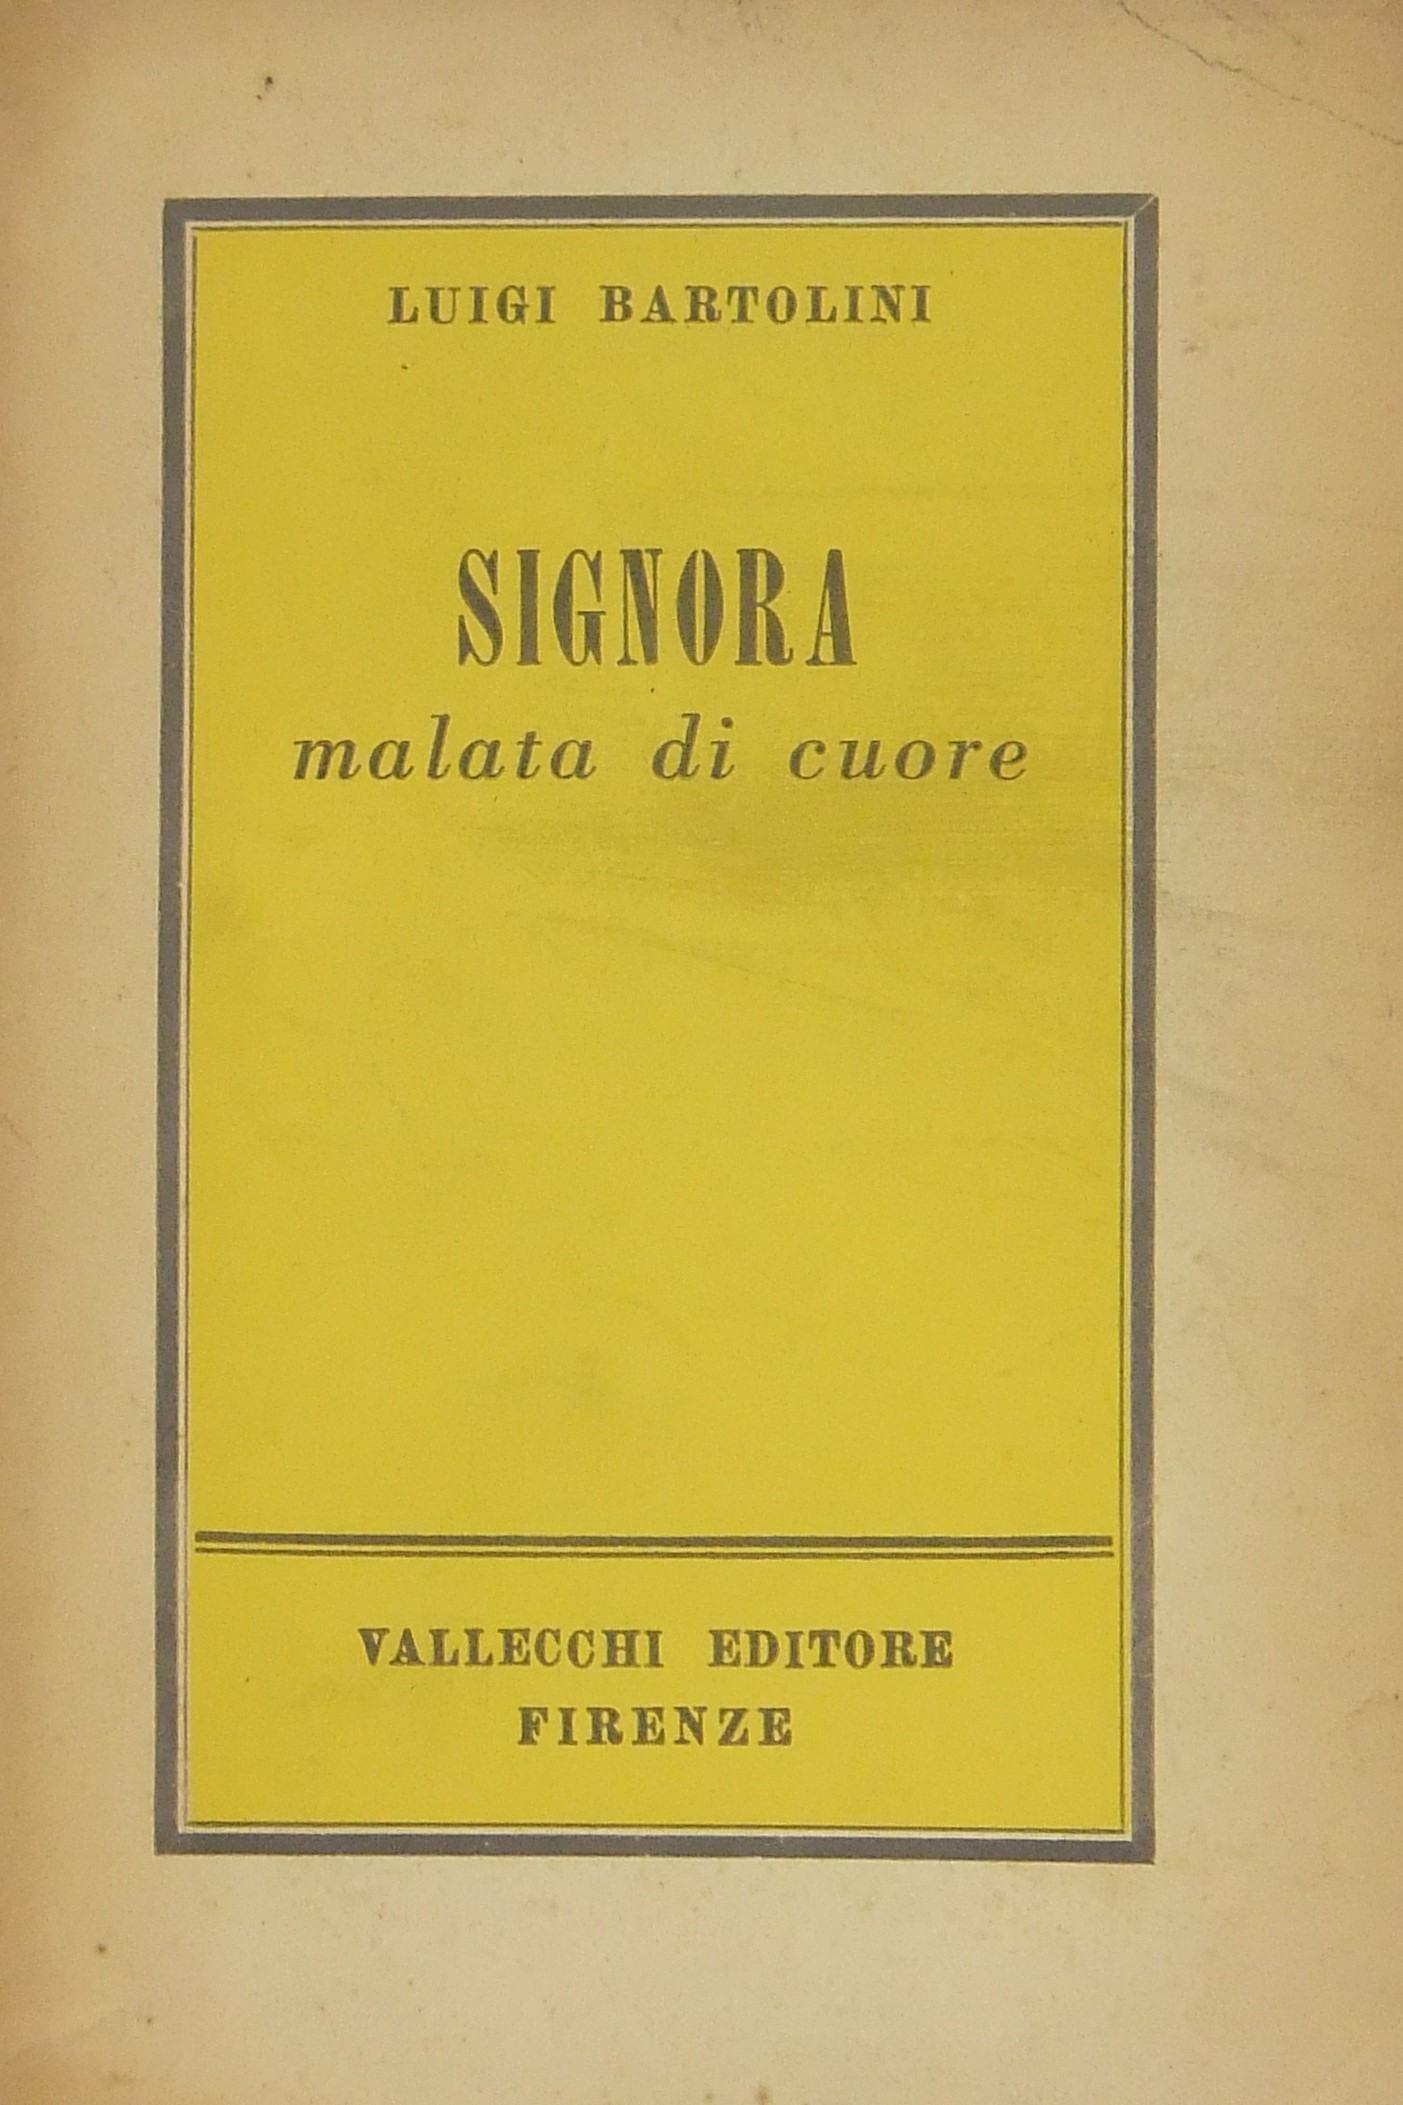 LUIGI BARTOLINI
SIGNORA
malata di cuore
VALLECCHI EDITORE
FIRENZE